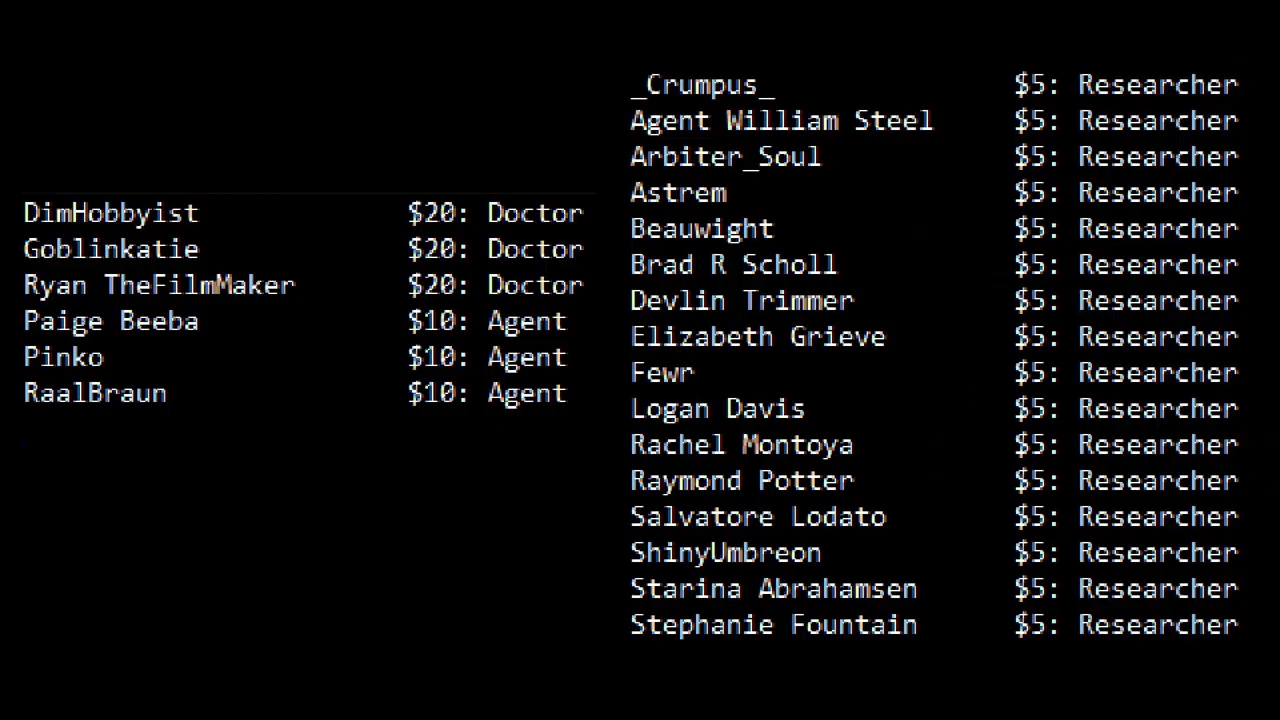 DimHobbyist $20: Doctor
Goblinkatie $20: Doctor
Ryan TheFilmMaker $20: Doctor
Paige Beeba $10: Agent
Pinko $10: Agent
RaalBraun $10: Agent
_Crumpus_ $5: Researcher
Agent William Steel $5: Researcher
Arbiter_Soul $5: Researcher
Astrem $5: Researcher
Beauwight $5: Researcher
Brad R Scholl $5: Researcher
Devlin Trimmer $5: Researcher
Elizabeth Grieve $5: Researcher
Fewr $5: Researcher
Logan Davis $5: Researcher
Rachel Montoya $5: Researcher
Raymond Potter $5: Researcher
Salvatore Lodato $5: Researcher
ShinyUmbreon $5: Researcher
Starina Abrahamsen $5: Researcher
Stephanie Fountain $5: Researcher